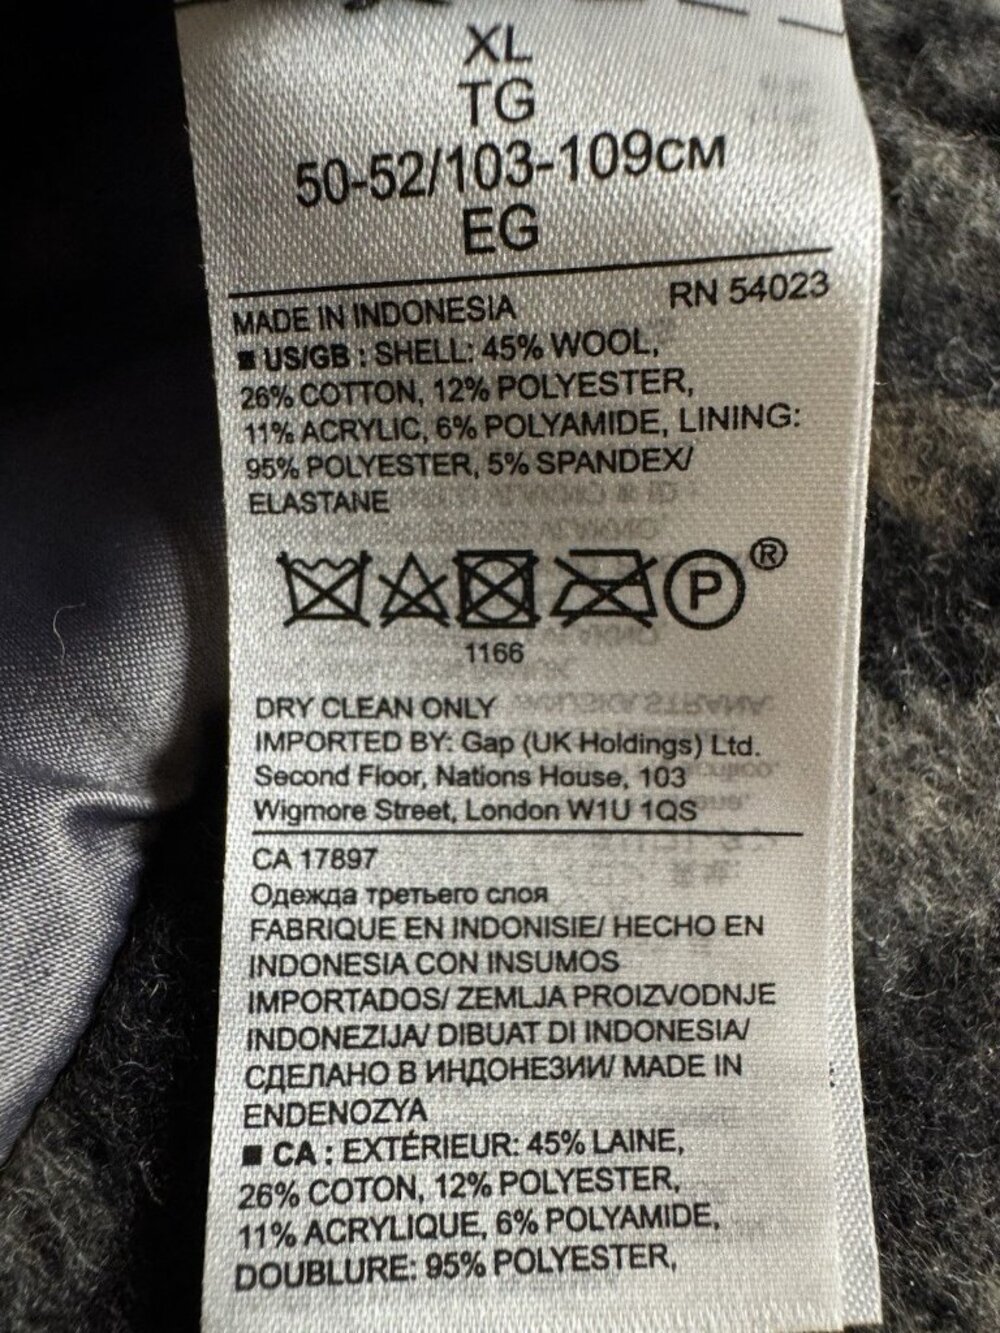 XL
TG
50-52/103-109CM
EG
RN 54023
MADE IN INDONESIA
■ US/GB : SHELL: 45% WOOL,
26% COTTON, 12% POLYESTER,
11% ACRYLIC, 6% POLYAMIDE, LINING:
95% POLYESTER, 5% SPANDEX/
ELASTANE
P ®
1166
DRY CLEAN ONLY
IMPORTED BY: Gap (UK Holdings) Ltd.
Second Floor, Nations House, 103
Wigmore Street, London W1U 1QS
CA 17897
Одежда третьего слоя
FABRIQUE EN INDONISIE/ HECHO EN
INDONESIA CON INSUMOS
IMPORTADOS/ ZEMLJA PROIZVODNJE
INDONEZIJA/ DIBUAT DI INDONESIA/
СДЕЛАНО В ИНДОНЕЗИИ/ MADE IN
ENDENOZYA
■ CA : EXTÉRIEUR: 45% LAINE,
26% COTON, 12% POLYESTER,
11% ACRYLIQUE, 6% POLYAMIDE,
DOUBLURE: 95% POLYESTER,